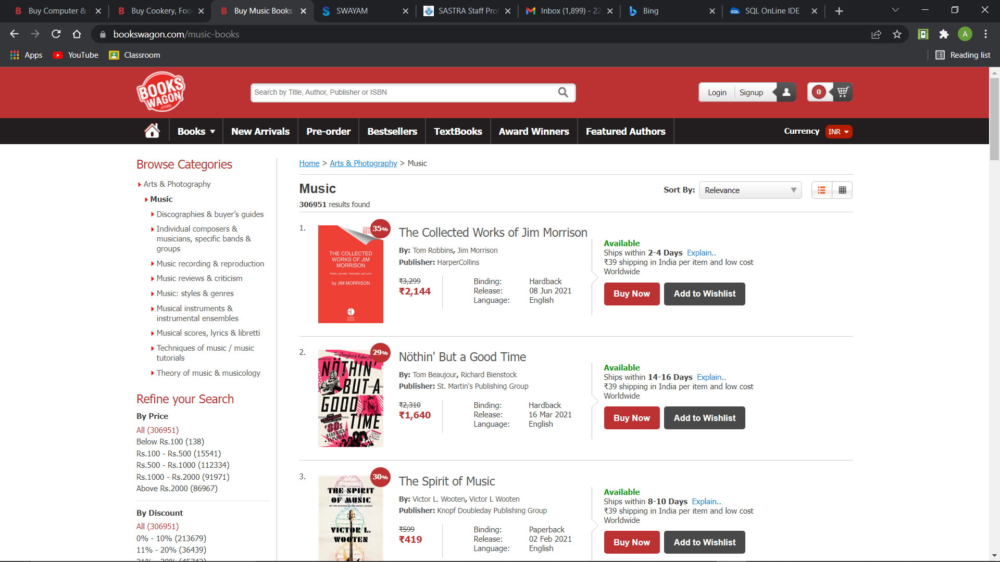 Buy Computer &
Buy Cookery, Foo
Buy Music Books
SWAYAM
SASTRA Staff Prof
Inbox (1,899) - 22
Bing
SQL OnLine IDE
bookswagon.com/music-books
A
Apps
YouTube
Classroom
Reading list
BOOKS
WAGON
.com
Search by Title, Author, Publisher or ISBN
Login
Signup
0
Books
New Arrivals
Pre-order
Bestsellers
TextBooks
Award Winners
Featured Authors
Currency
INR
Browse Categories
Arts & Photography
Music
Discographies & buyer’s guides
Individual composers &
musicians, specific bands &
groups
Music recording & reproduction
Music reviews & criticism
Music: styles & genres
Musical instruments &
instrumental ensembles
Musical scores, lyrics & libretti
Techniques of music / music
tutorials
Theory of music & musicology
Refine your Search
By Price
All (306951)
Below Rs.100 (138)
Rs.100 - Rs.500 (15541)
Rs.500 - Rs.1000 (112334)
Rs.1000 - Rs.2000 (91971)
Above Rs.2000 (86967)
By Discount
All (306951)
0% - 10% (213679)
11% - 20% (36439)
Home > Arts & Photography > Music
Music
306951 results found
Sort By:
Relevance
1.
35%
THE COLLECTED
WORKS OF JIM
MORRISON
Poetry, Journals, Transcripts, and Lyrics
by JIM MORRISON
The Collected Works of Jim Morrison
By: Tom Robbins, Jim Morrison
Publisher: HarperCollins
₹3,299
₹2,144
Binding: Hardback
Release: 08 Jun 2021
Language: English
Available
Ships within 2-4 Days Explain..
₹39 shipping in India per item and low cost
Worldwide
Buy Now
Add to Wishlist
2.
29%
NÖTHIN'
BUT A
GOOD
TIME
'80s
HARD ROCK
EXPLOSION
Nöthin' But a Good Time
By: Tom Beaujour, Richard Bienstock
Publisher: St. Martin's Publishing Group
₹2,310
₹1,640
Binding: Hardback
Release: 16 Mar 2021
Language: English
Available
Ships within 14-16 Days Explain..
₹39 shipping in India per item and low cost
Worldwide
Buy Now
Add to Wishlist
3.
30%
THE SPIRIT
OF MUSIC
BY THE AUTHOR OF THE MUSIC LESSON
VICTOR L.
WOOTEN
The Spirit of Music
By: Victor L. Wooten, Victor L Wooten
Publisher: Knopf Doubleday Publishing Group
₹599
₹419
Binding: Paperback
Release: 02 Feb 2021
Language: English
Available
Ships within 8-10 Days Explain..
₹39 shipping in India per item and low cost
Worldwide
Buy Now
Add to Wishlist